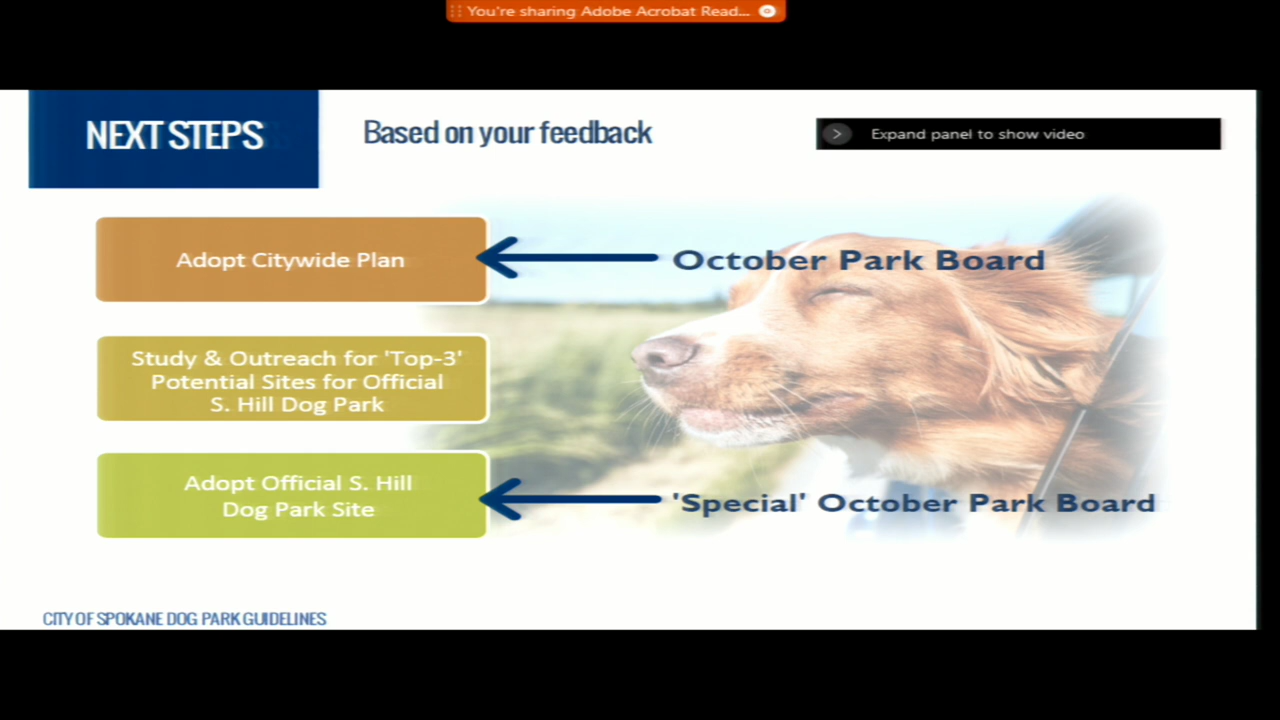 You're sharing Adobe Acrobat Read...
NEXT STEPS
Based on your feedback
Expand panel to show video
Adopt Citywide Plan
October Park Board
Study & Outreach for 'Top-3'
Potential Sites for Official
S. Hill Dog Park
Adopt Official S. Hill
Dog Park Site
'Special' October Park Board
CITY OF SPOKANE DOG PARK GUIDELINES